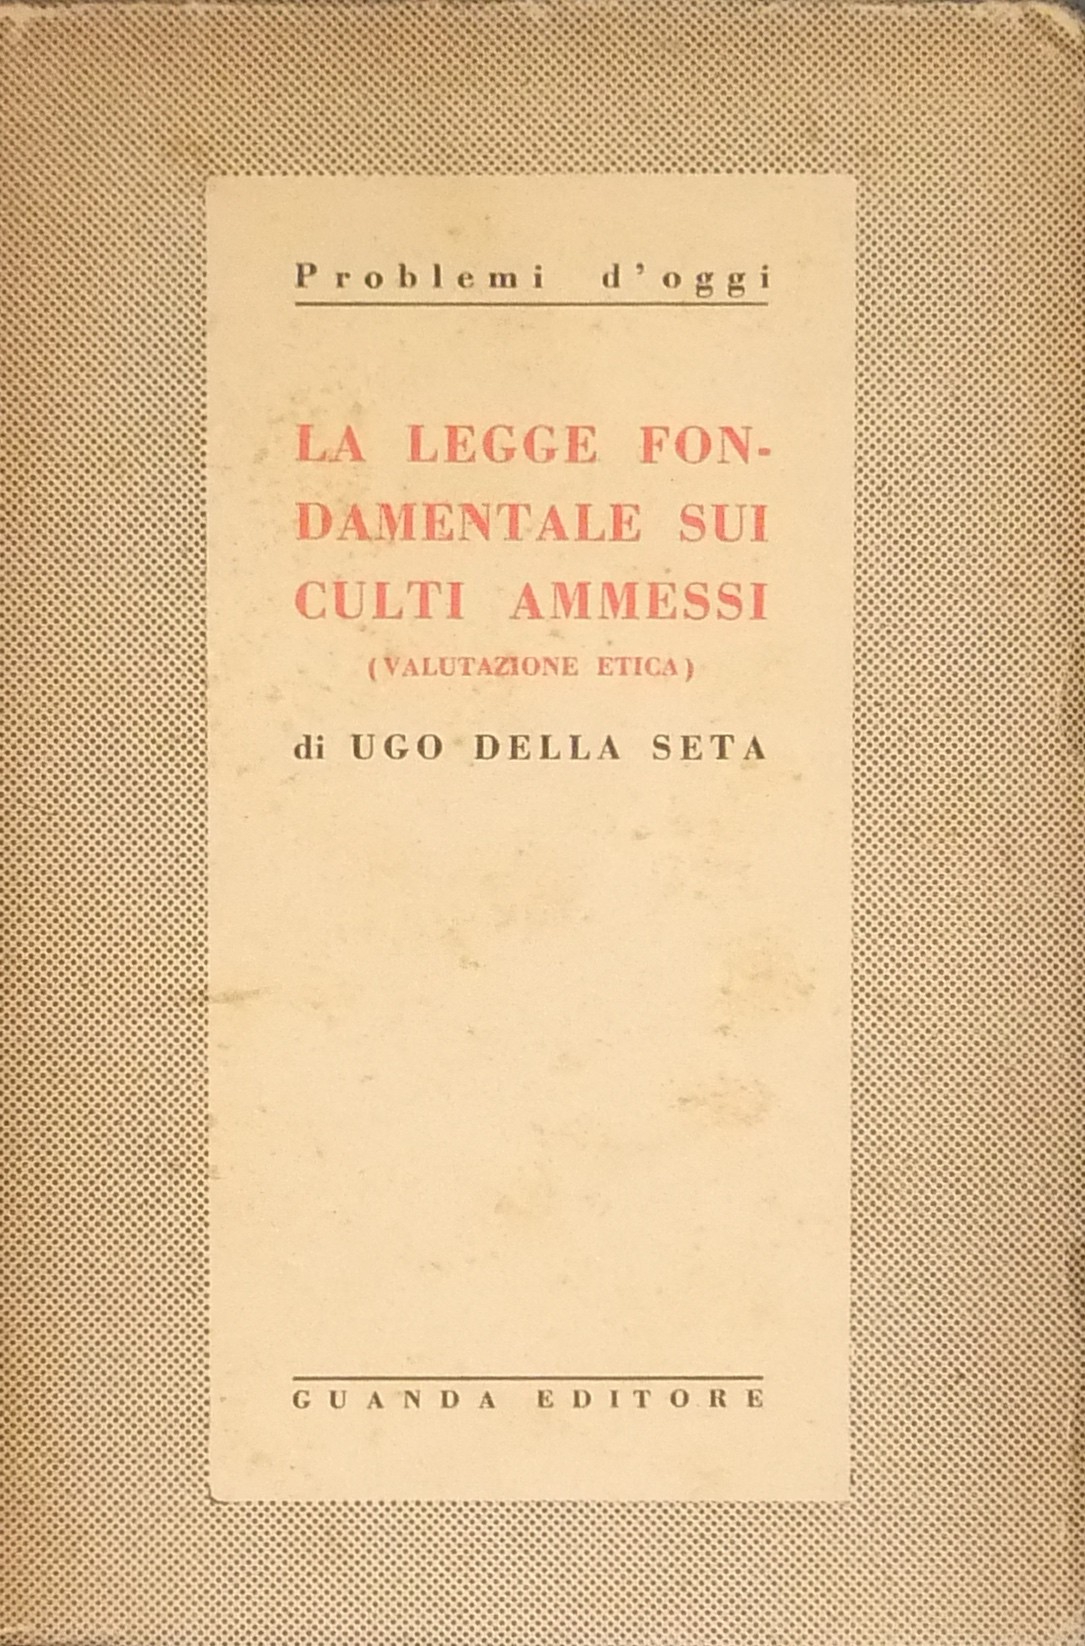 Problemi d'oggi
LA LEGGE FON-
DAMENTALE SUI
CULTI AMMESSI
(VALUTAZIONE ETICA)
di UGO DELLA SETA
GUANDA EDITORE